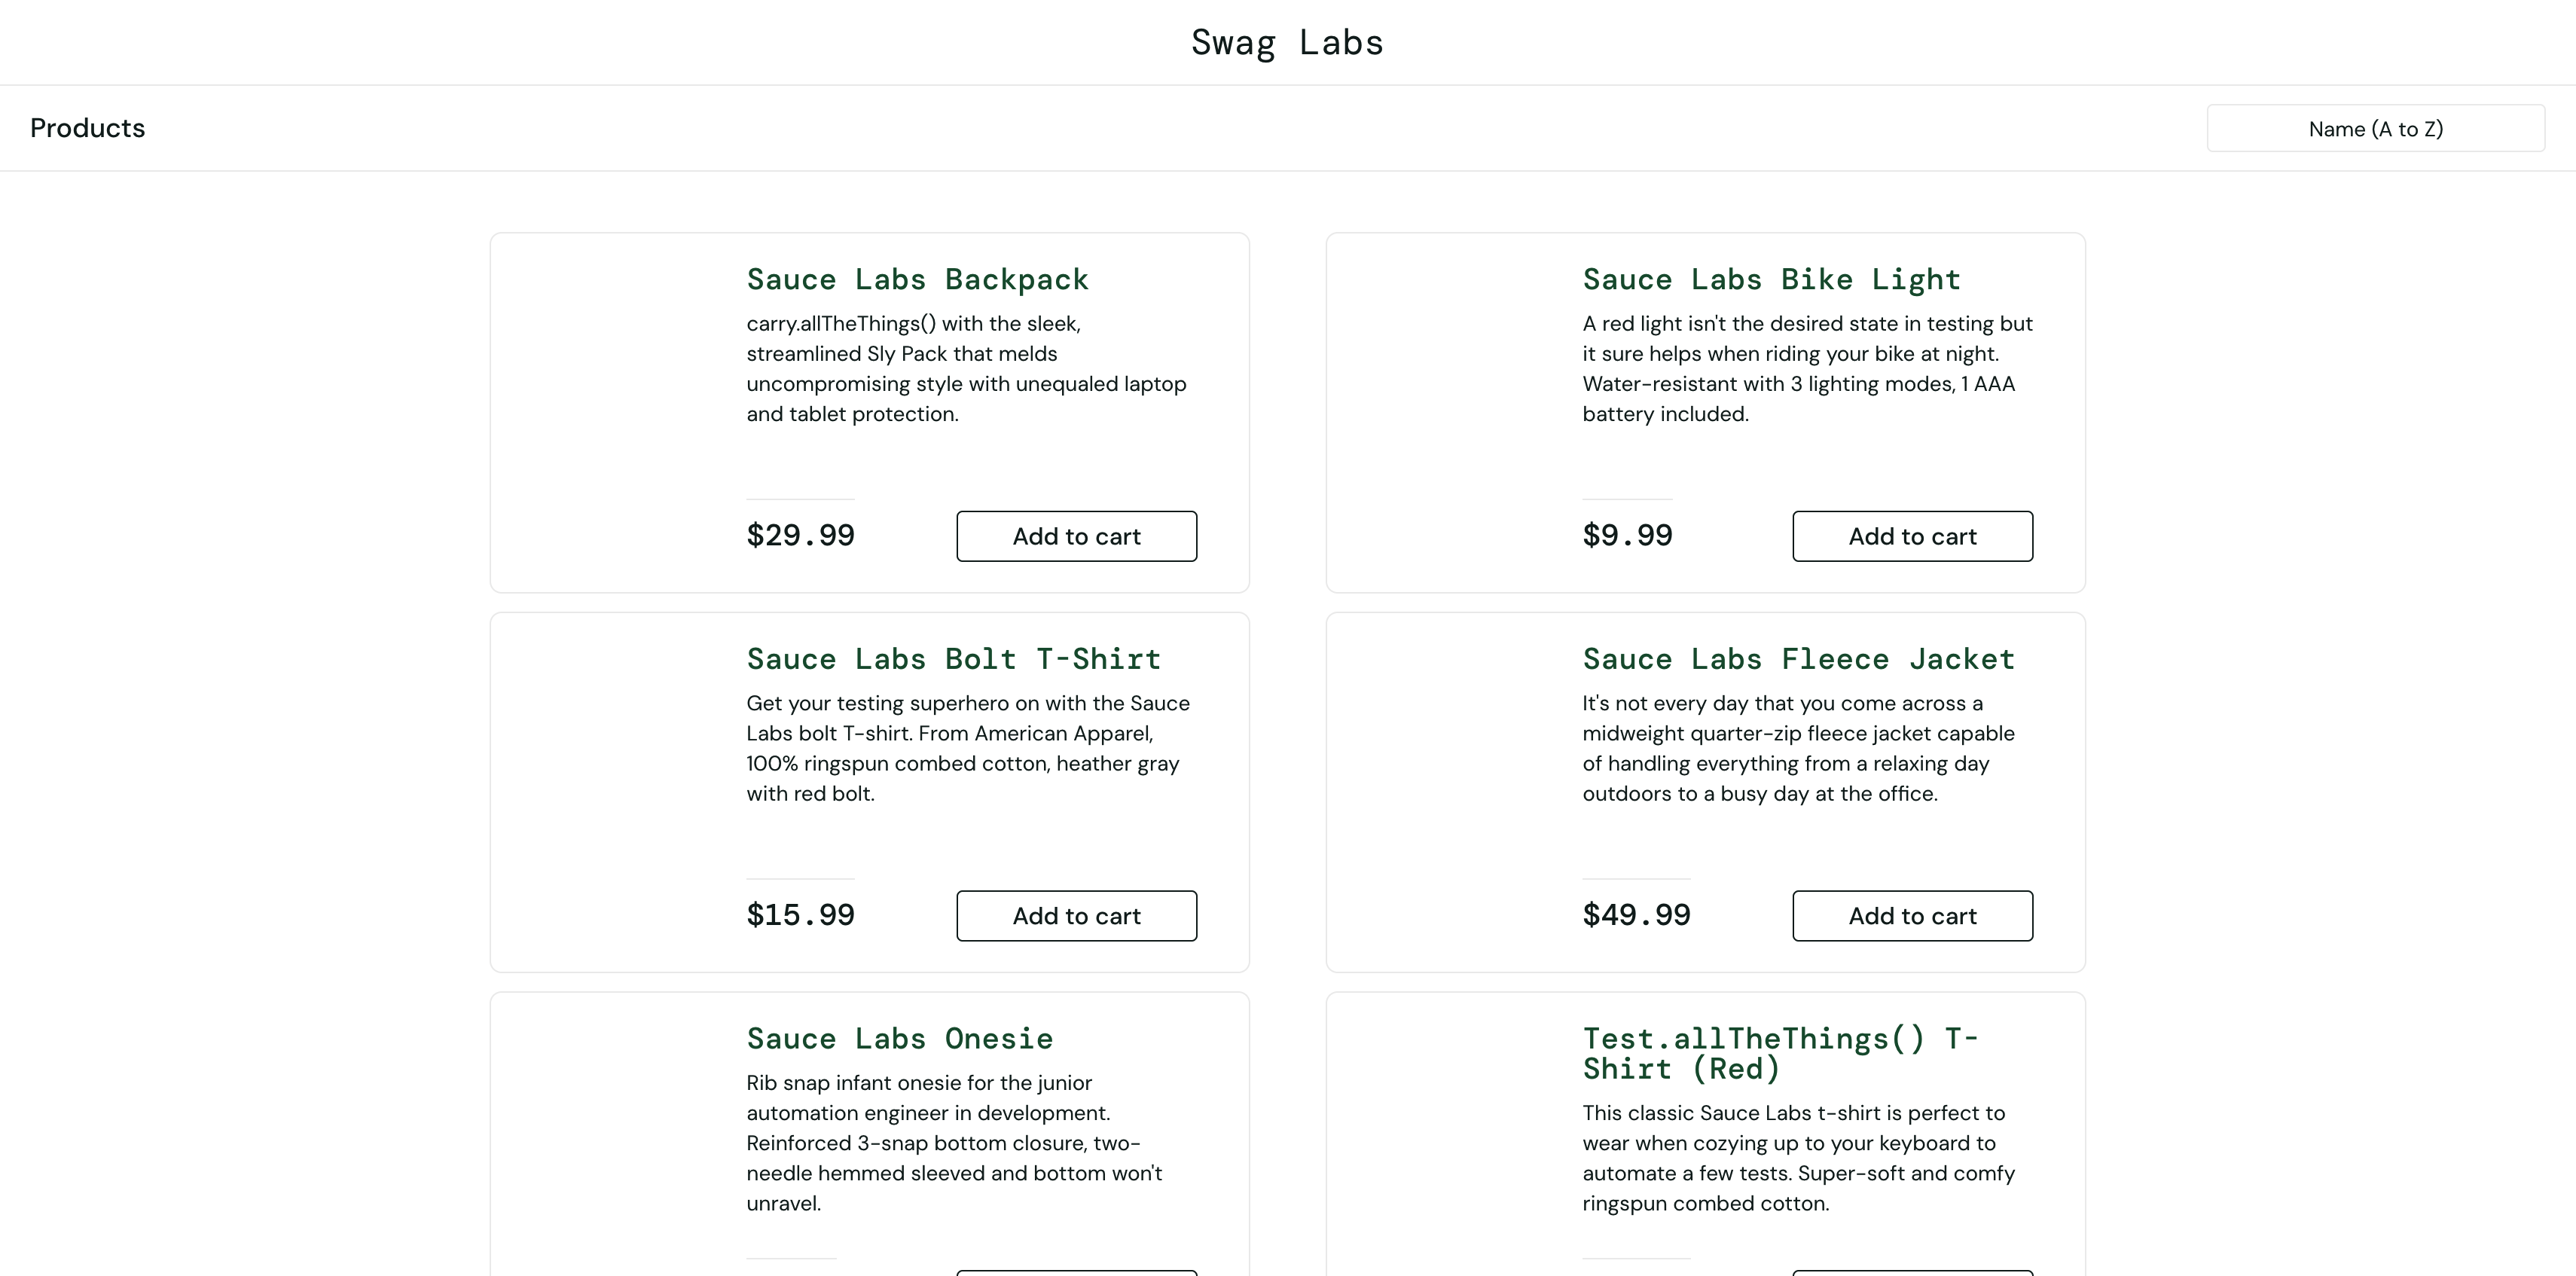 Swag Labs
Products
Name (A to Z)
Sauce Labs Backpack
carry.allTheThings() with the sleek,
streamlined Sly Pack that melds
uncompromising style with unequaled laptop
and tablet protection.
$29.99
Add to cart
Sauce Labs Bike Light
A red light isn't the desired state in testing but
it sure helps when riding your bike at night.
Water-resistant with 3 lighting modes, 1 AAA
battery included.
$9.99
Add to cart
Sauce Labs Bolt T-Shirt
Get your testing superhero on with the Sauce
Labs bolt T-shirt. From American Apparel,
100% ringspun combed cotton, heather gray
with red bolt.
$15.99
Add to cart
Sauce Labs Fleece Jacket
It's not every day that you come across a
midweight quarter-zip fleece jacket capable
of handling everything from a relaxing day
outdoors to a busy day at the office.
$49.99
Add to cart
Sauce Labs Onesie
Rib snap infant onesie for the junior
automation engineer in development.
Reinforced 3-snap bottom closure, two-
needle hemmed sleeved and bottom won't
unravel.
Test.allTheThings() T-
Shirt (Red)
This classic Sauce Labs t-shirt is perfect to
wear when cozying up to your keyboard to
automate a few tests. Super-soft and comfy
ringspun combed cotton.